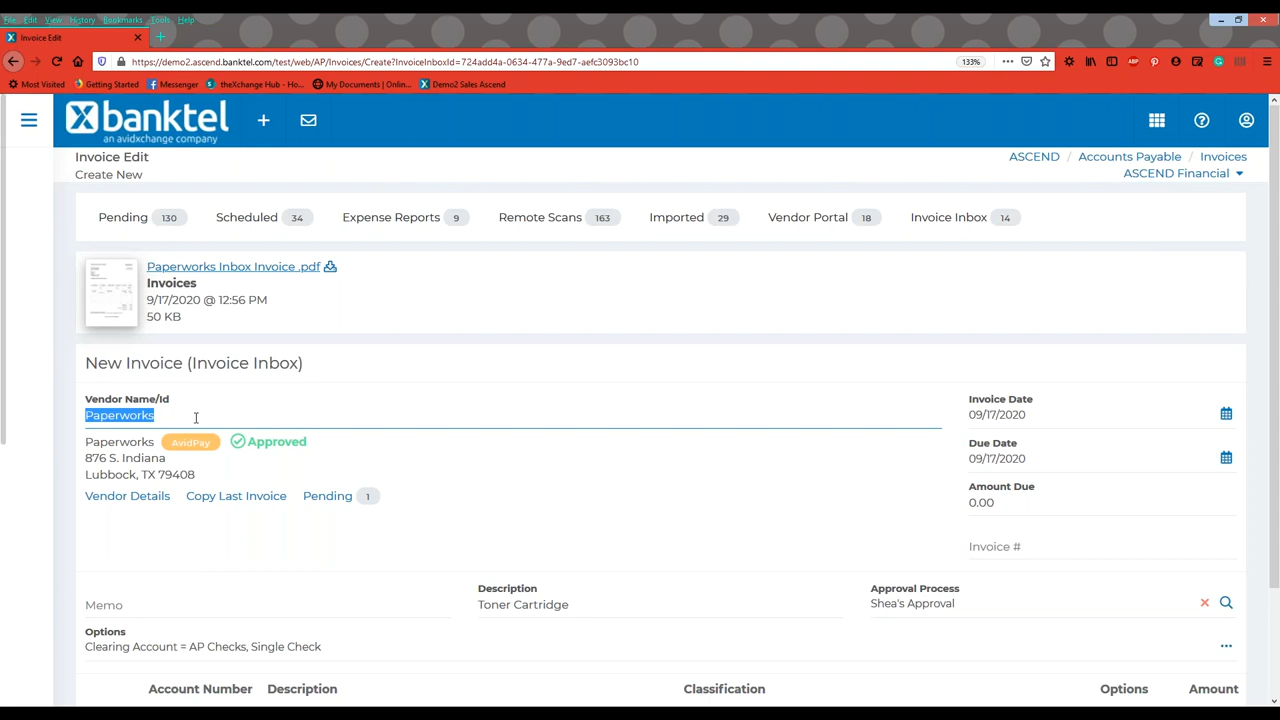 File Edit View History Bookmarks Tools Help
Invoice Edit
https://demo2.ascend.banktel.com/test/web/AP/Invoices/Create?InvoiceInboxId=724add4a-0634-477a-9ed7-aefc3093bc10 133%
Most Visited Getting Started Messenger theXchange Hub - Ho... My Documents | Onlin... Demo2 Sales Ascend
banktel
an avidxchange company
Invoice Edit
Create New
ASCEND / Accounts Payable / Invoices
ASCEND Financial
Pending 130 Scheduled 34 Expense Reports 9 Remote Scans 163 Imported 29 Vendor Portal 18 Invoice Inbox 14
Paperworks Inbox Invoice .pdf
Invoices
9/17/2020 @ 12:56 PM
50 KB
New Invoice (Invoice Inbox)
Vendor Name/Id
Paperworks
Paperworks AvidPay Approved
876 S. Indiana
Lubbock, TX 79408
Vendor Details Copy Last Invoice Pending 1
Invoice Date
09/17/2020
Due Date
09/17/2020
Amount Due
0.00
Invoice #
Memo
Description
Toner Cartridge
Approval Process
Shea's Approval
Options
Clearing Account = AP Checks, Single Check
Account Number Description Classification Options Amount